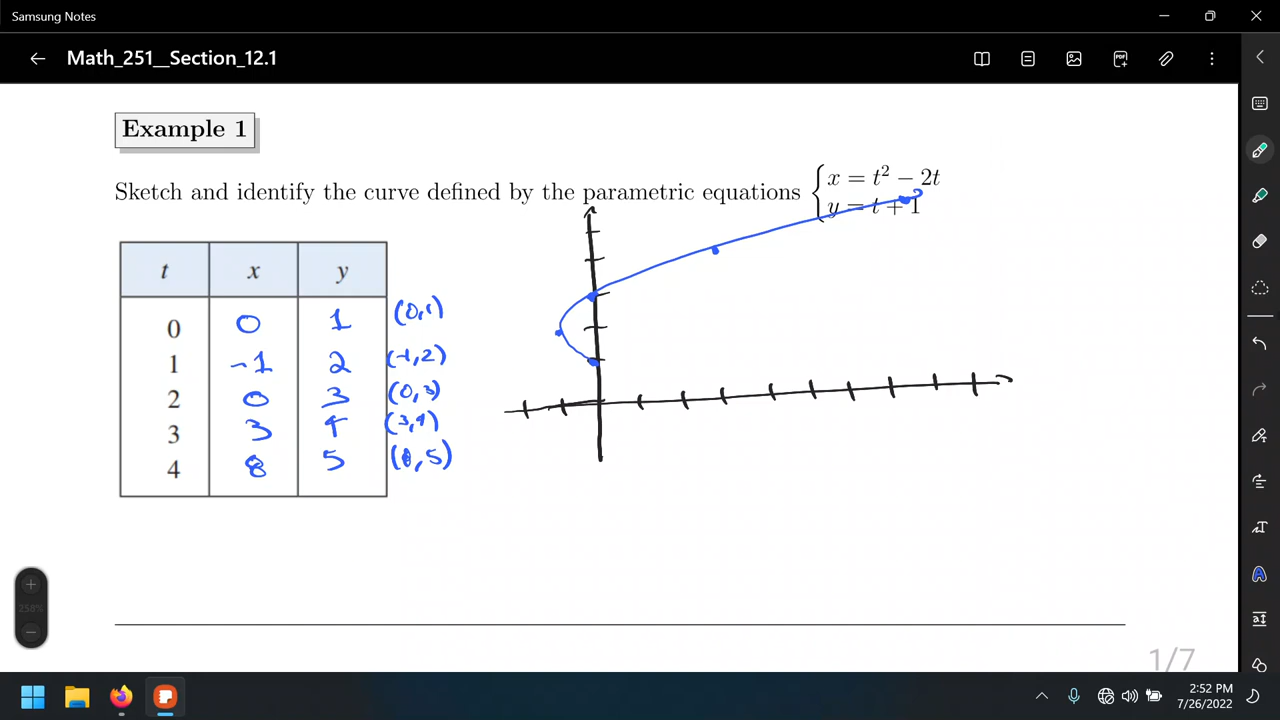 Samsung Notes
Math_251__Section_12.1
Example 1
Sketch and identify the curve defined by the parametric equations { x = t² − 2t
y = t + 1
t x y
0 0 1 (0,1)
1 -1 2 (-1,2)
2 0 3 (0,3)
3 3 4 (3,4)
4 8 5 (8,5)
258%
1/7
2:52 PM
7/26/2022